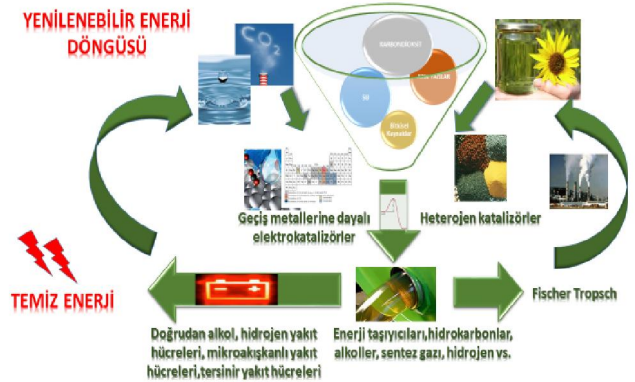 YENİLENEBİLİR ENERJİ
DÖNGÜSÜ
CO2
KARBONDİOKSİT
SU
Bitkisel
Kaynaklar
Geçiş metallerine dayalı
elektrokatalizörler
Heterojen katalizörler
TEMİZ ENERJİ
Fischer Tropsch
Doğrudan alkol, hidrojen yakıt
hücreleri, mikroakışkanlı yakıt
hücreleri,tersinir yakıt hücreleri
Enerji taşıyıcıları,hidrokarbonlar,
alkoller, sentez gazı, hidrojen vs.